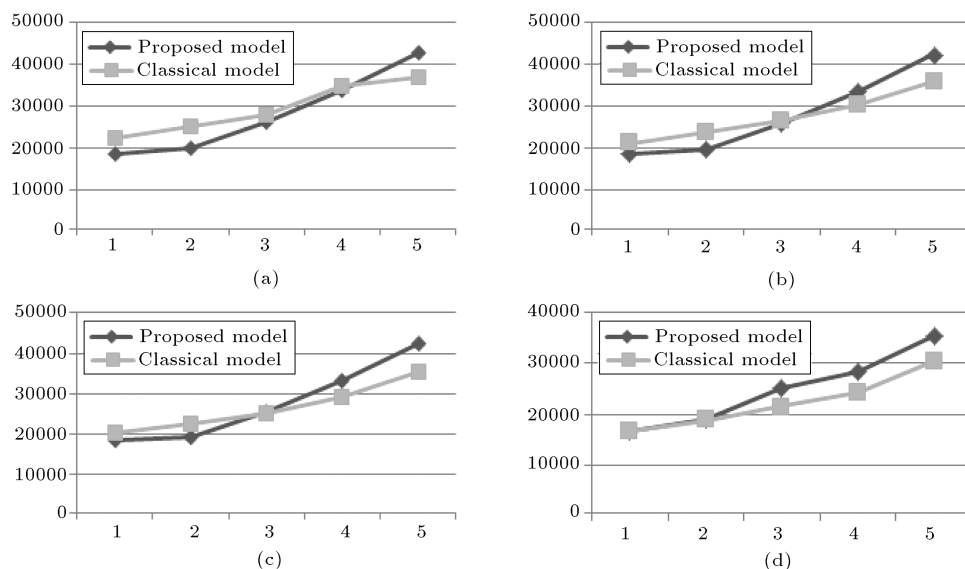 50000
40000
30000
20000
10000
0
Proposed model
Classical model
1 2 3 4 5
(a)
50000
40000
30000
20000
10000
0
Proposed model
Classical model
1 2 3 4 5
(b)
50000
40000
30000
20000
10000
0
Proposed model
Classical model
1 2 3 4 5
(c)
40000
30000
20000
10000
0
Proposed model
Classical model
1 2 3 4 5
(d)